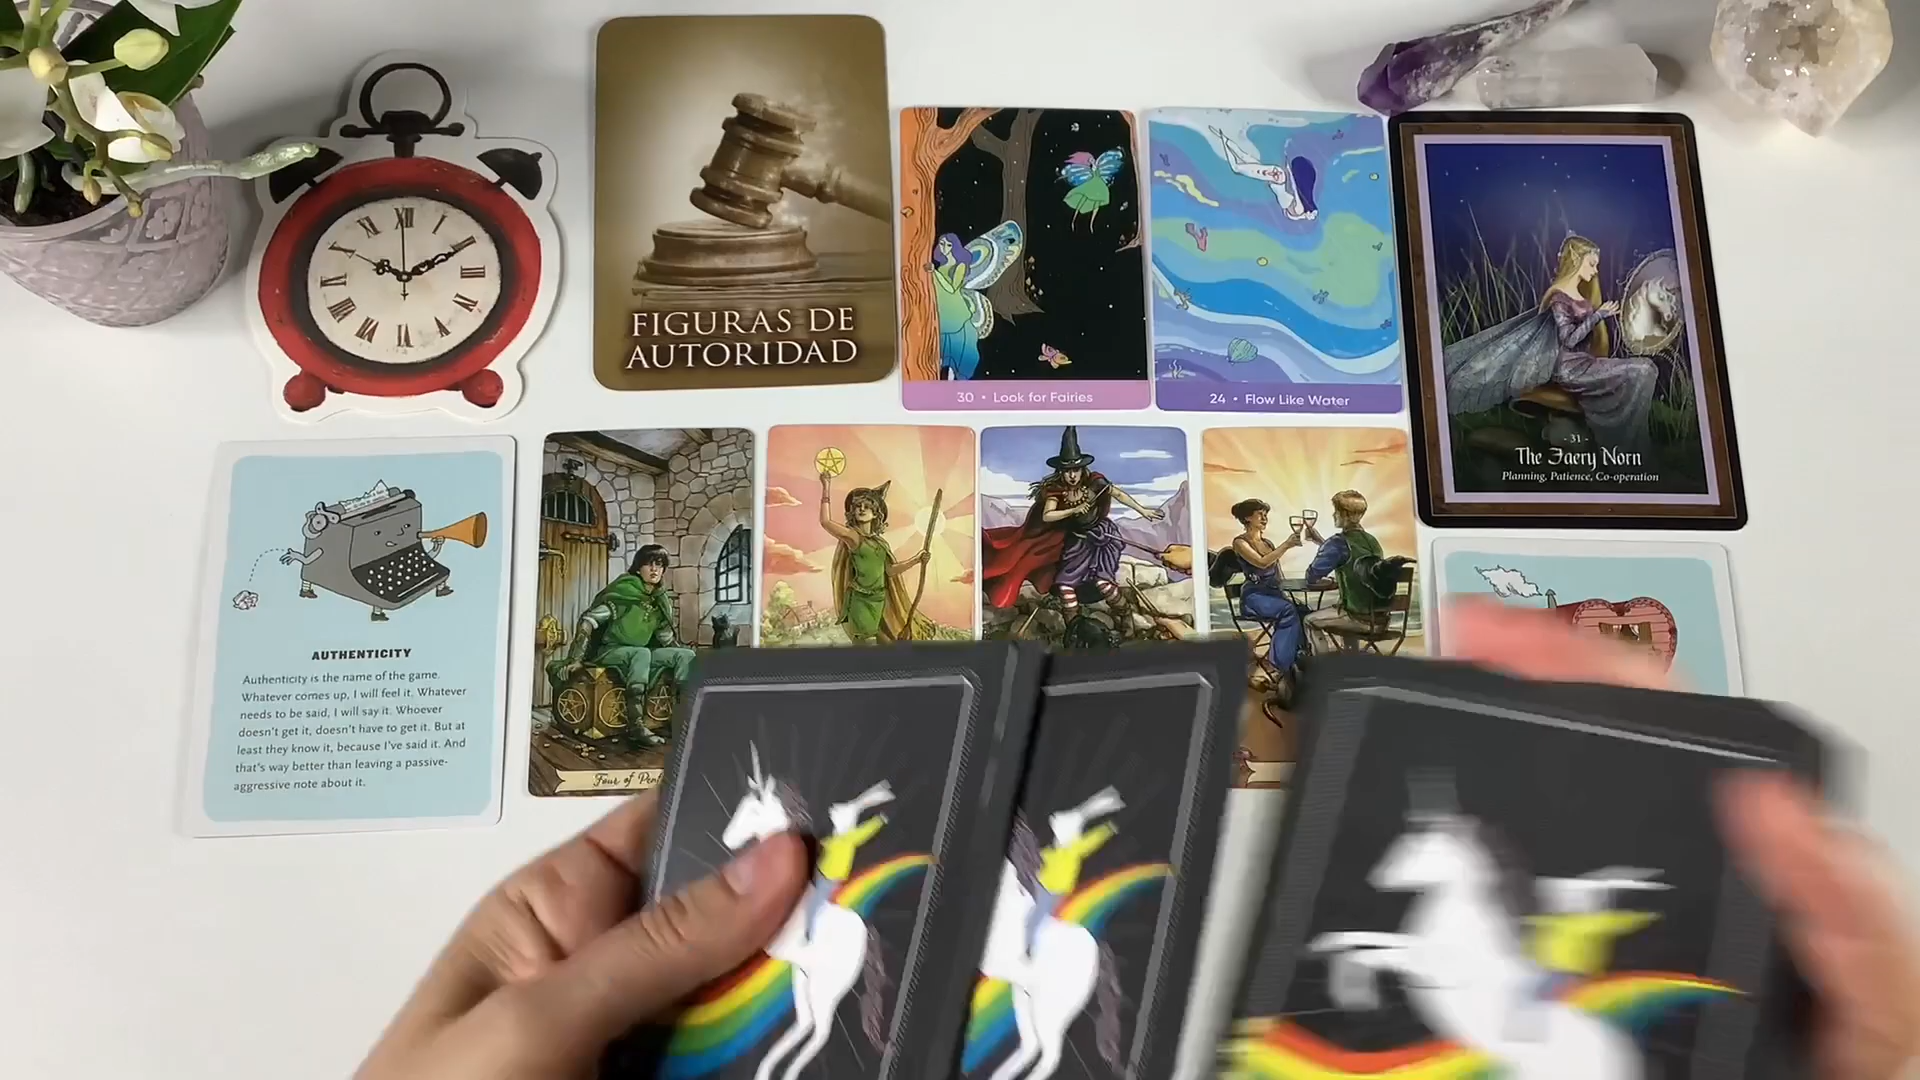 FIGURAS DE
AUTORIDAD
30 • Look for Fairies
24 • Flow Like Water
- 31 -
The Faery Norn
Planning, Patience, Co-operation
AUTHENTICITY
Authenticity is the name of the game.
Whatever comes up, I will feel it. Whatever
needs to be said, I will say it. Whoever
doesn't get it, doesn't have to get it. But at
least they know it, because I've said it. And
that's way better than leaving a passive-
aggressive note about it.
Four of